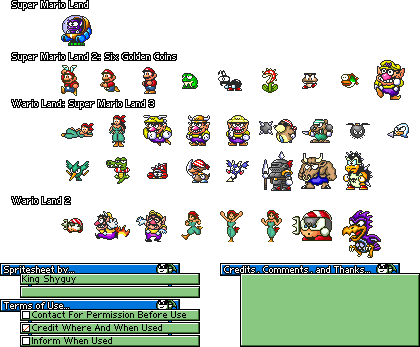 Super Mario Land
Super Mario Land 2: Six Golden Coins
Wario Land: Super Mario Land 3
Wario Land 2
Spritesheet by...
King Shyguy
Credits, Comments, and Thanks...
Terms of Use...
Contact For Permission Before Use
Credit Where And When Used
Inform When Used